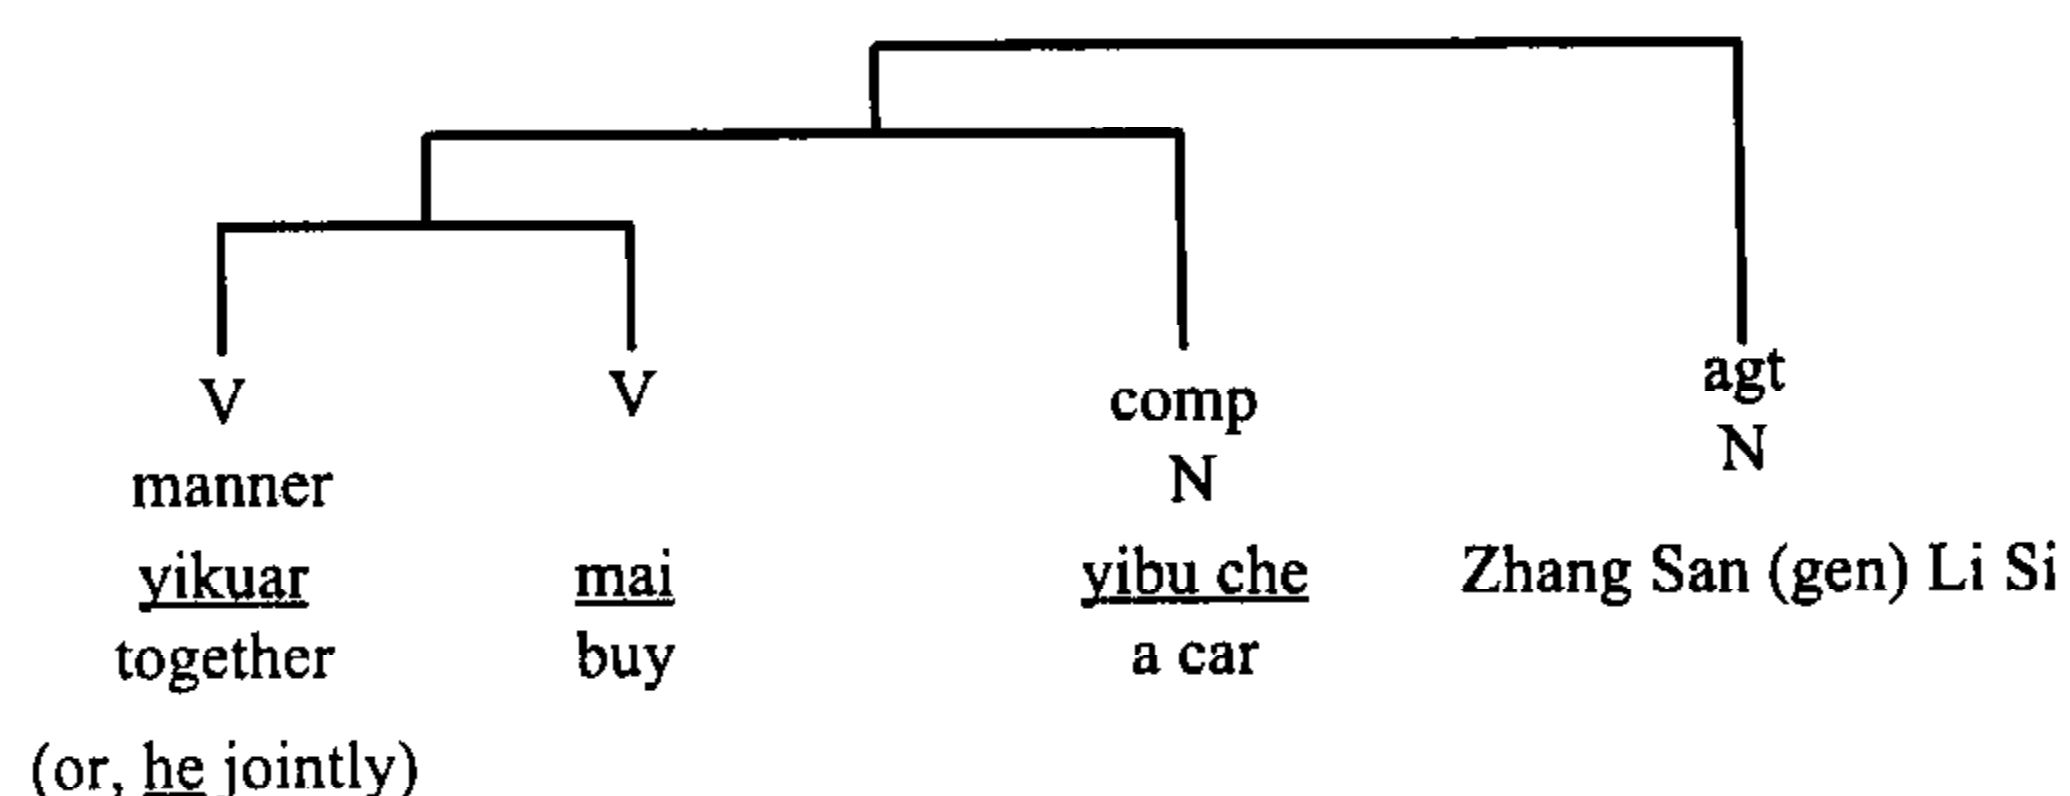 V V comp agt
manner N N
yikuar mai yibu che Zhang San (gen) Li Si
together buy a car
(or, he jointly)